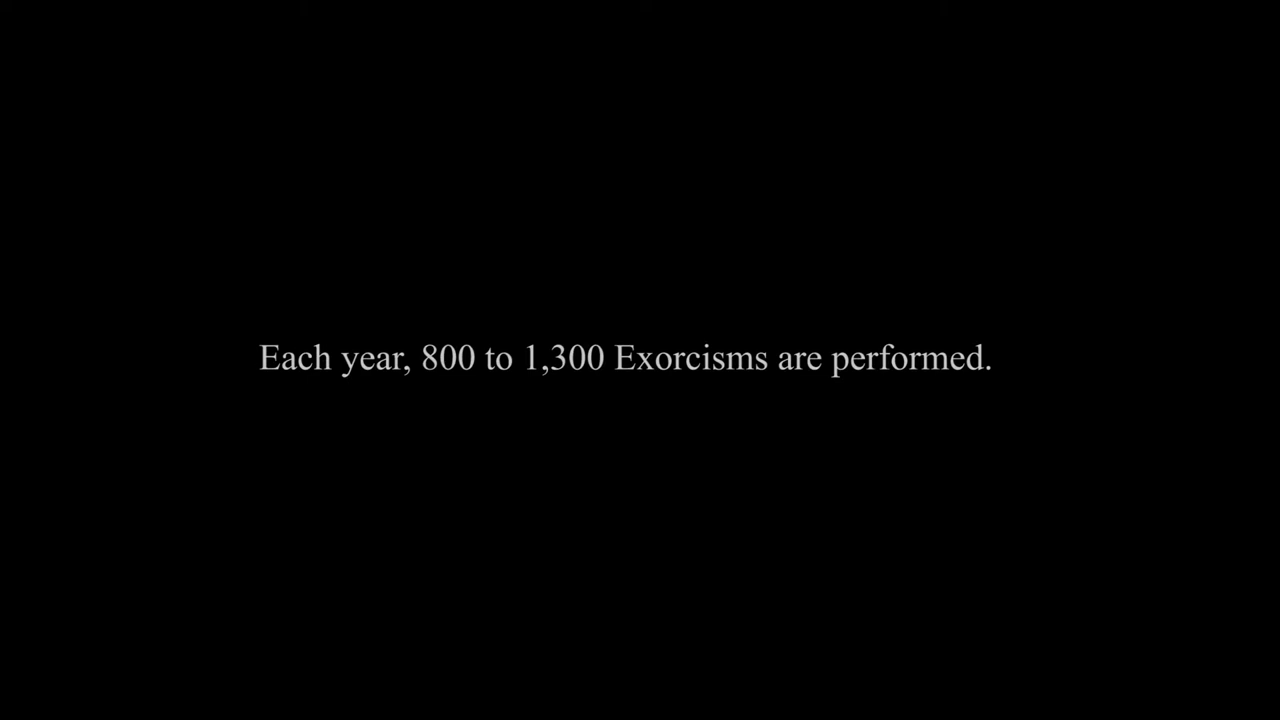 Each year, 800 to 1,300 Exorcisms are performed.